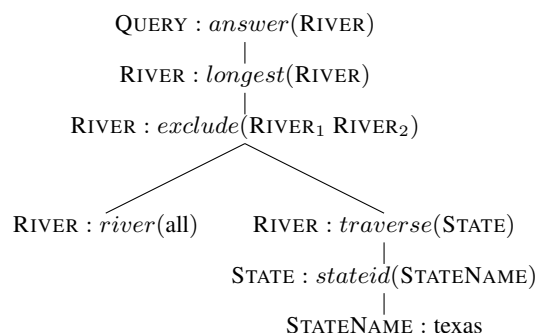 QUERY : answer(RIVER)
RIVER : longest(RIVER)
RIVER : exclude(RIVER₁ RIVER₂)
RIVER : river(all) RIVER : traverse(STATE)
STATE : stateid(STATENAME)
STATENAME : texas